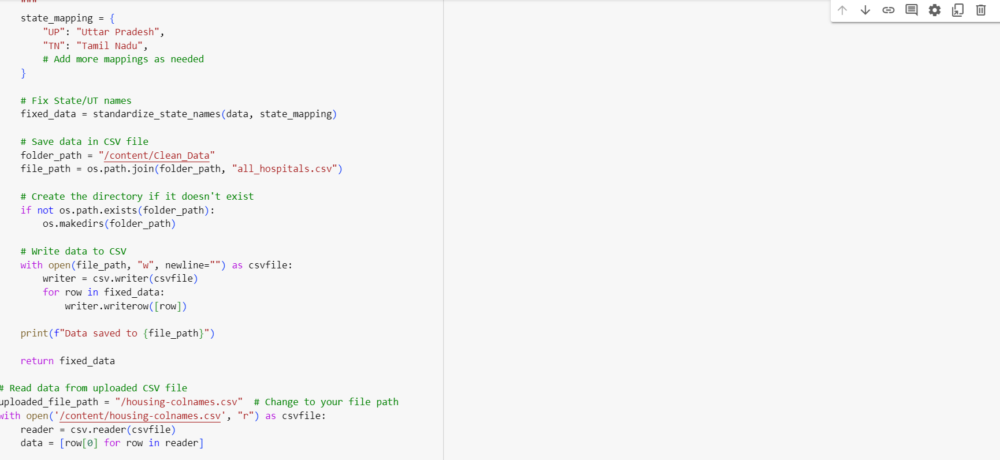 """
    state_mapping = {
        "UP": "Uttar Pradesh",
        "TN": "Tamil Nadu",
        # Add more mappings as needed
    }

    # Fix State/UT names
    fixed_data = standardize_state_names(data, state_mapping)

    # Save data in CSV file
    folder_path = "/content/Clean_Data"
    file_path = os.path.join(folder_path, "all_hospitals.csv")

    # Create the directory if it doesn't exist
    if not os.path.exists(folder_path):
        os.makedirs(folder_path)

    # Write data to CSV
    with open(file_path, "w", newline="") as csvfile:
        writer = csv.writer(csvfile)
        for row in fixed_data:
            writer.writerow([row])

    print(f"Data saved to {file_path}")

    return fixed_data

# Read data from uploaded CSV file
uploaded_file_path = "/housing-colnames.csv"  # Change to your file path
with open('/content/housing-colnames.csv', "r") as csvfile:
    reader = csv.reader(csvfile)
    data = [row[0] for row in reader]